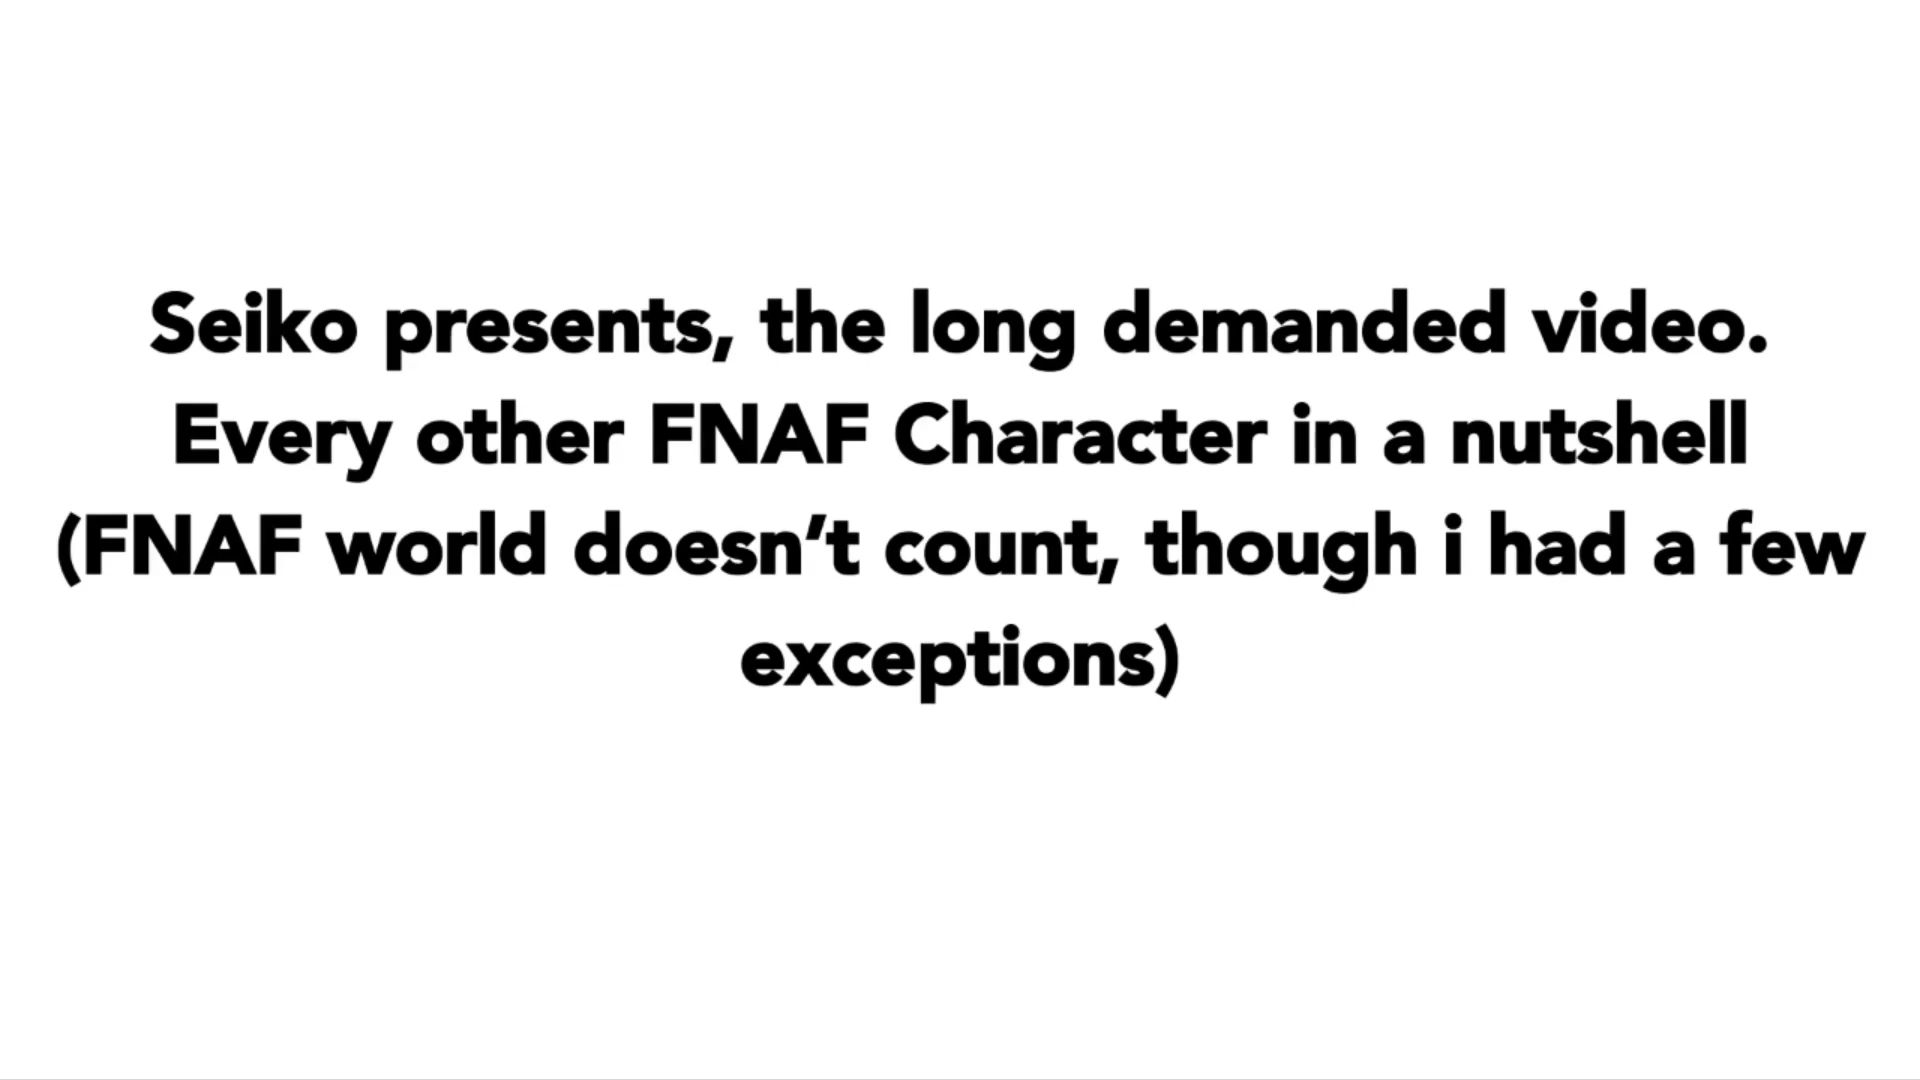 Seiko presents, the long demanded video.
Every other FNAF Character in a nutshell
(FNAF world doesn’t count, though i had a few
exceptions)